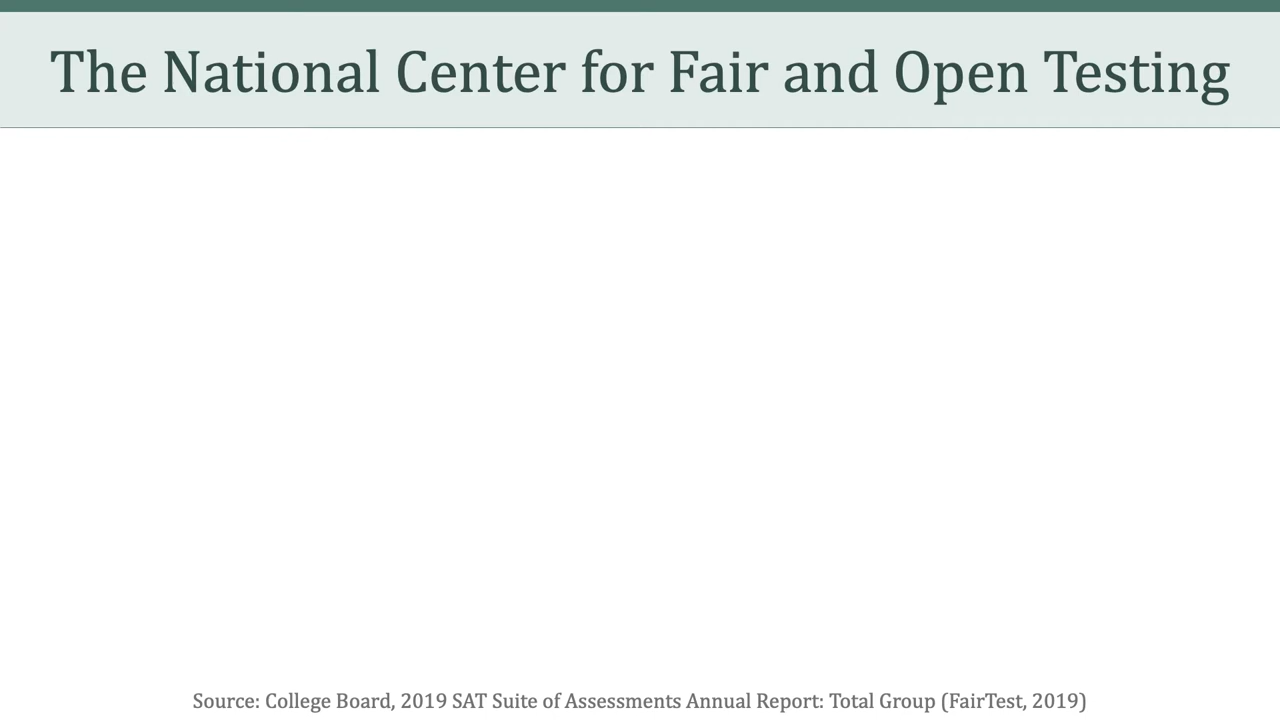 The National Center for Fair and Open Testing
Source: College Board, 2019 SAT Suite of Assessments Annual Report: Total Group (FairTest, 2019)